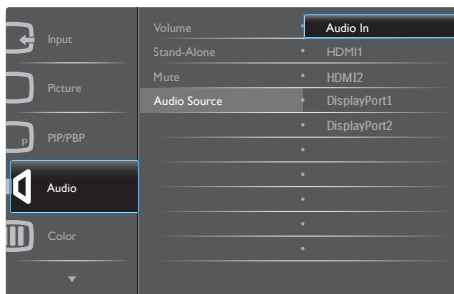 Input
Picture
P
PIP/PBP
Audio
Color
Volume
Stand-Alone
Mute
Audio Source
Audio In
HDMI1
HDMI2
DisplayPort1
DisplayPort2